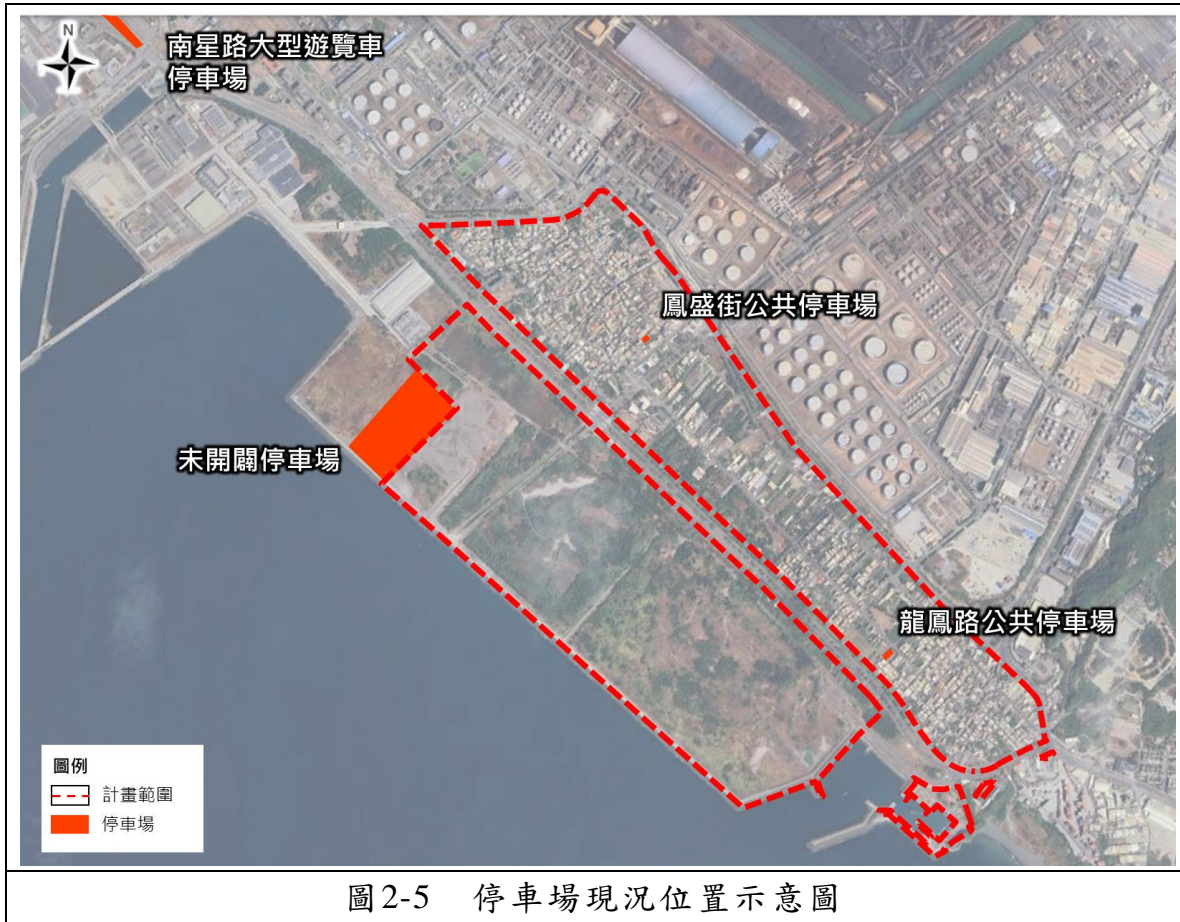 N
南星路大型遊覽車
停車場
鳳盛街公共停車場
未開闢停車場
龍鳳路公共停車場
圖例
計畫範圍
停車場
圖2-5 停車場現況位置示意圖